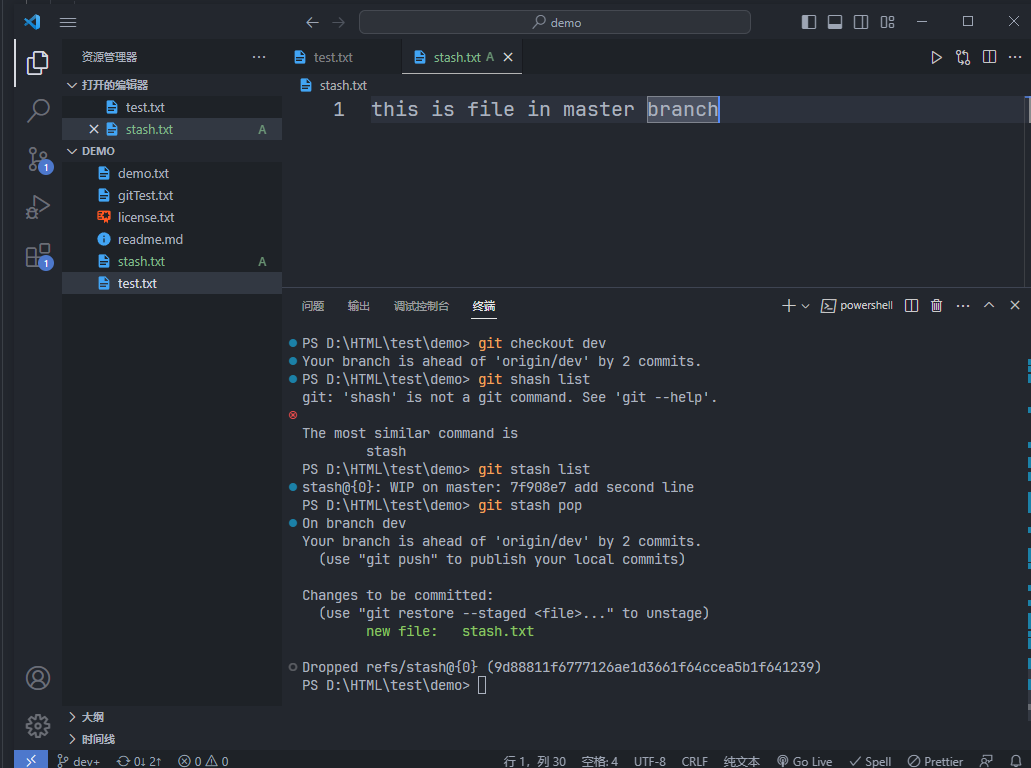 demo
资源管理器
test.txt
stash.txt A
打开的编辑器
test.txt
stash.txt A
DEMO
demo.txt
gitTest.txt
license.txt
readme.md
stash.txt A
test.txt
1
1
大纲
时间线
stash.txt
1 this is file in master branch
问题 输出 调试控制台 终端 powershell
PS D:\HTML\test\demo> git checkout dev
Your branch is ahead of 'origin/dev' by 2 commits.
PS D:\HTML\test\demo> git shash list
git: 'shash' is not a git command. See 'git --help'.
The most similar command is
stash
PS D:\HTML\test\demo> git stash list
stash@{0}: WIP on master: 7f908e7 add second line
PS D:\HTML\test\demo> git stash pop
On branch dev
Your branch is ahead of 'origin/dev' by 2 commits.
(use "git push" to publish your local commits)
Changes to be committed:
(use "git restore --staged <file>..." to unstage)
new file:   stash.txt
Dropped refs/stash@{0} (9d88811f6777126ae1d3661f64ccea5b1f641239)
PS D:\HTML\test\demo>
dev+ 0↓ 2↑ 0 0 行 1，列 30 空格: 4 UTF-8 CRLF 纯文本 Go Live Spell Prettier